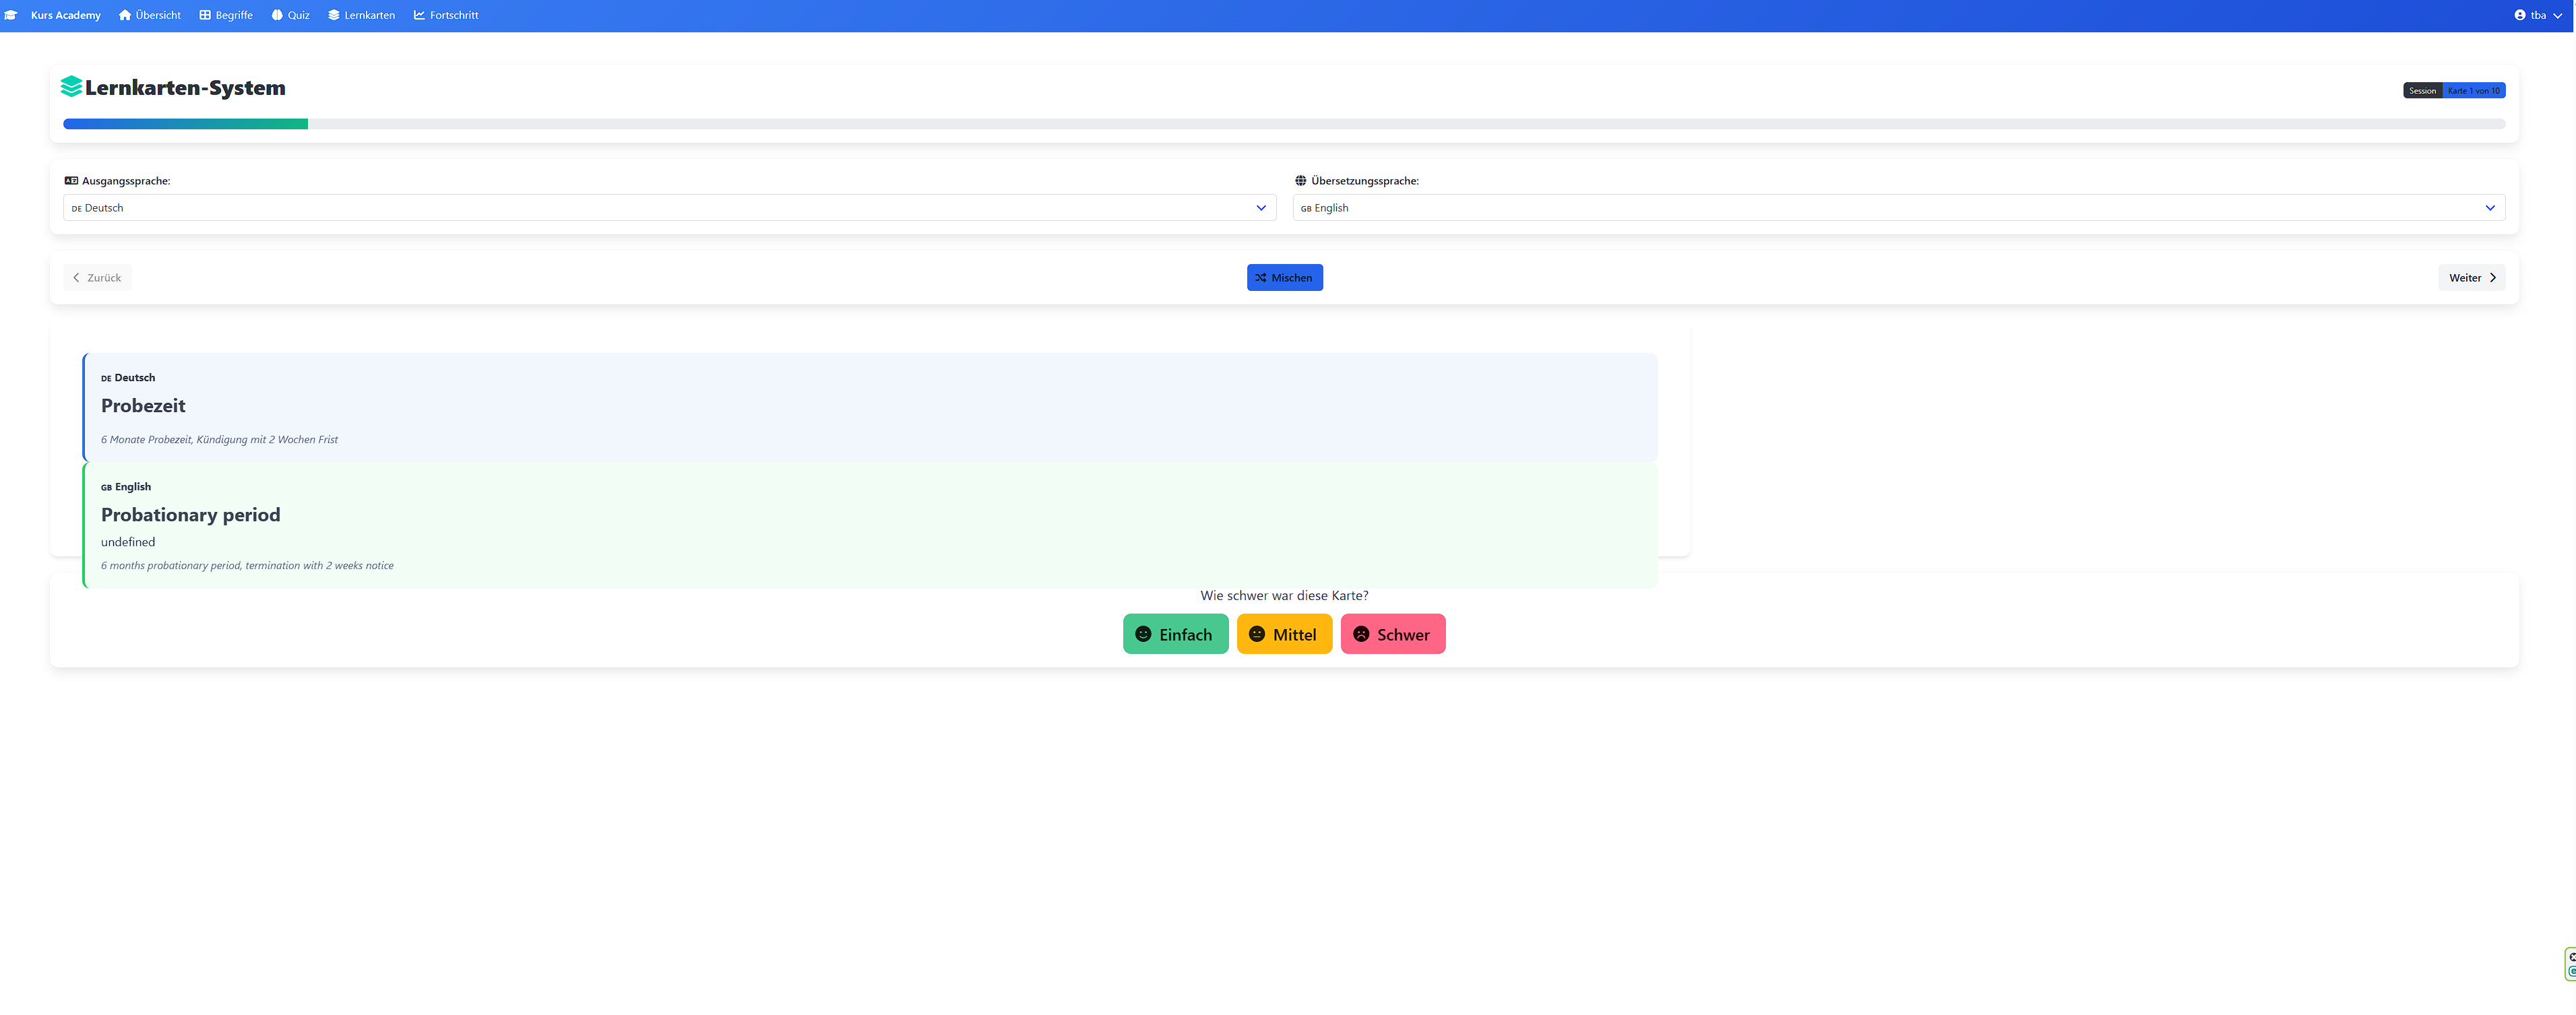 Kurs Academy Übersicht Begriffe Quiz Lernkarten Fortschritt tba
Lernkarten-System
Session Karte 1 von 10
Ausgangssprache:
DE Deutsch
Übersetzungssprache:
GB English
Zurück
Mischen
Weiter
DE Deutsch
Probezeit
6 Monate Probezeit, Kündigung mit 2 Wochen Frist
GB English
Probationary period
undefined
6 months probationary period, termination with 2 weeks notice
Wie schwer war diese Karte?
Einfach
Mittel
Schwer